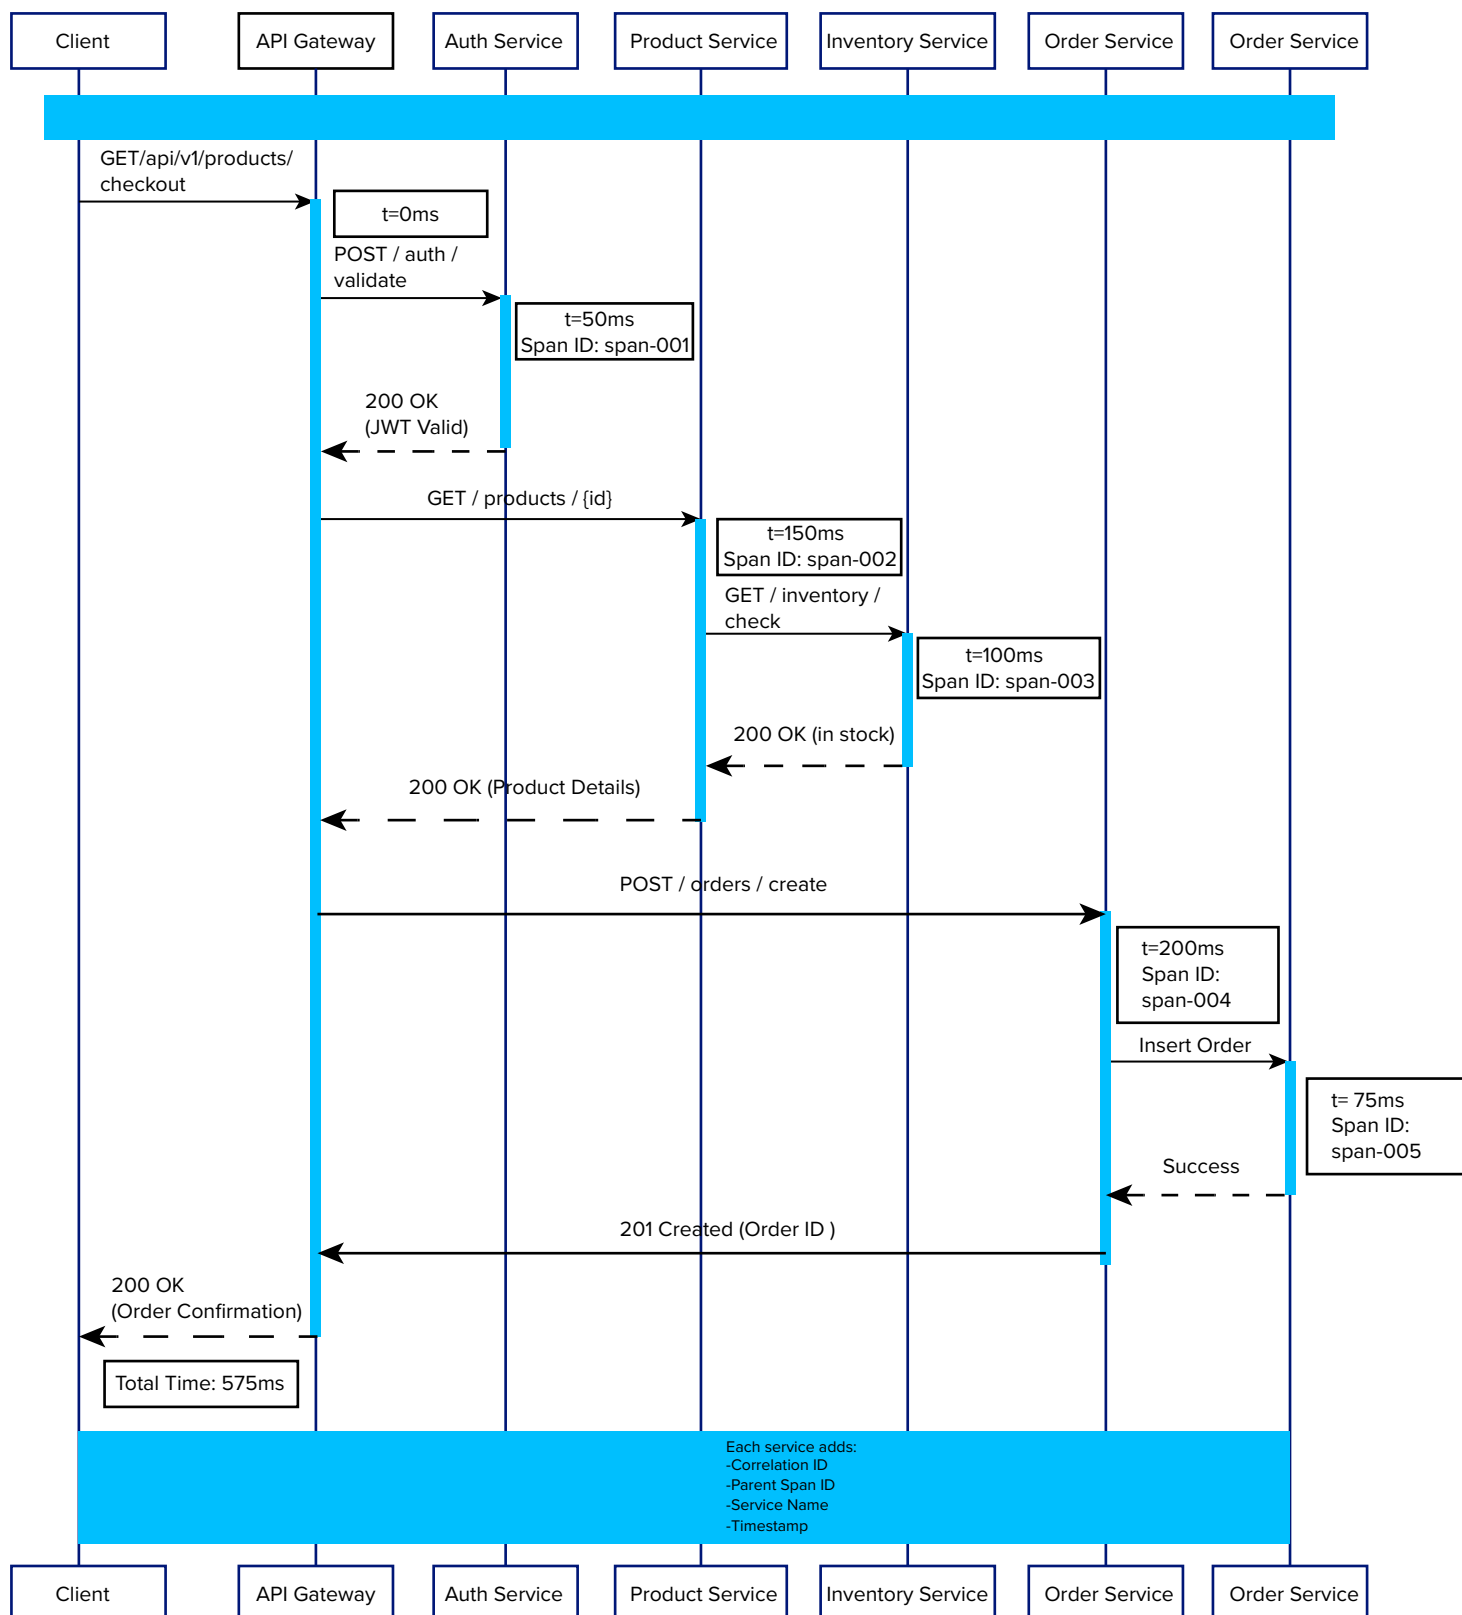 Client
API Gateway
Auth Service
Product Service
Inventory Service
Order Service
Order Service
GET/api/v1/products/
checkout
t=0ms
POST / auth /
validate
t=50ms
Span ID: span-001
200 OK
(JWT Valid)
GET / products / {id}
t=150ms
Span ID: span-002
GET / inventory /
check
t=100ms
Span ID: span-003
200 OK (in stock)
200 OK (Product Details)
POST / orders / create
t=200ms
Span ID:
span-004
Insert Order
t= 75ms
Span ID:
span-005
Success
201 Created (Order ID )
200 OK
(Order Confirmation)
Total Time: 575ms
Each service adds:
-Correlation ID
-Parent Span ID
-Service Name
-Timestamp
Client
API Gateway
Auth Service
Product Service
Inventory Service
Order Service
Order Service